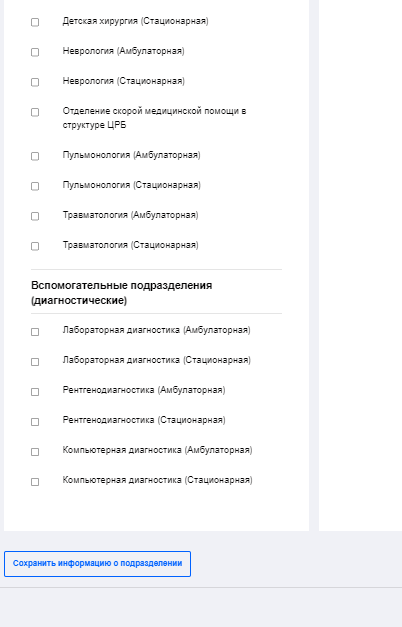 Детская хирургия (Стационарная)
Неврология (Амбулаторная)
Неврология (Стационарная)
Отделение скорой медицинской помощи в
структуре ЦРБ
Пульмонология (Амбулаторная)
Пульмонология (Стационарная)
Травматология (Амбулаторная)
Травматология (Стационарная)
Вспомогательные подразделения
(диагностические)
Лабораторная диагностика (Амбулаторная)
Лабораторная диагностика (Стационарная)
Рентгенодиагностика (Амбулаторная)
Рентгенодиагностика (Стационарная)
Компьютерная диагностика (Амбулаторная)
Компьютерная диагностика (Стационарная)
Сохранить информацию о подразделении